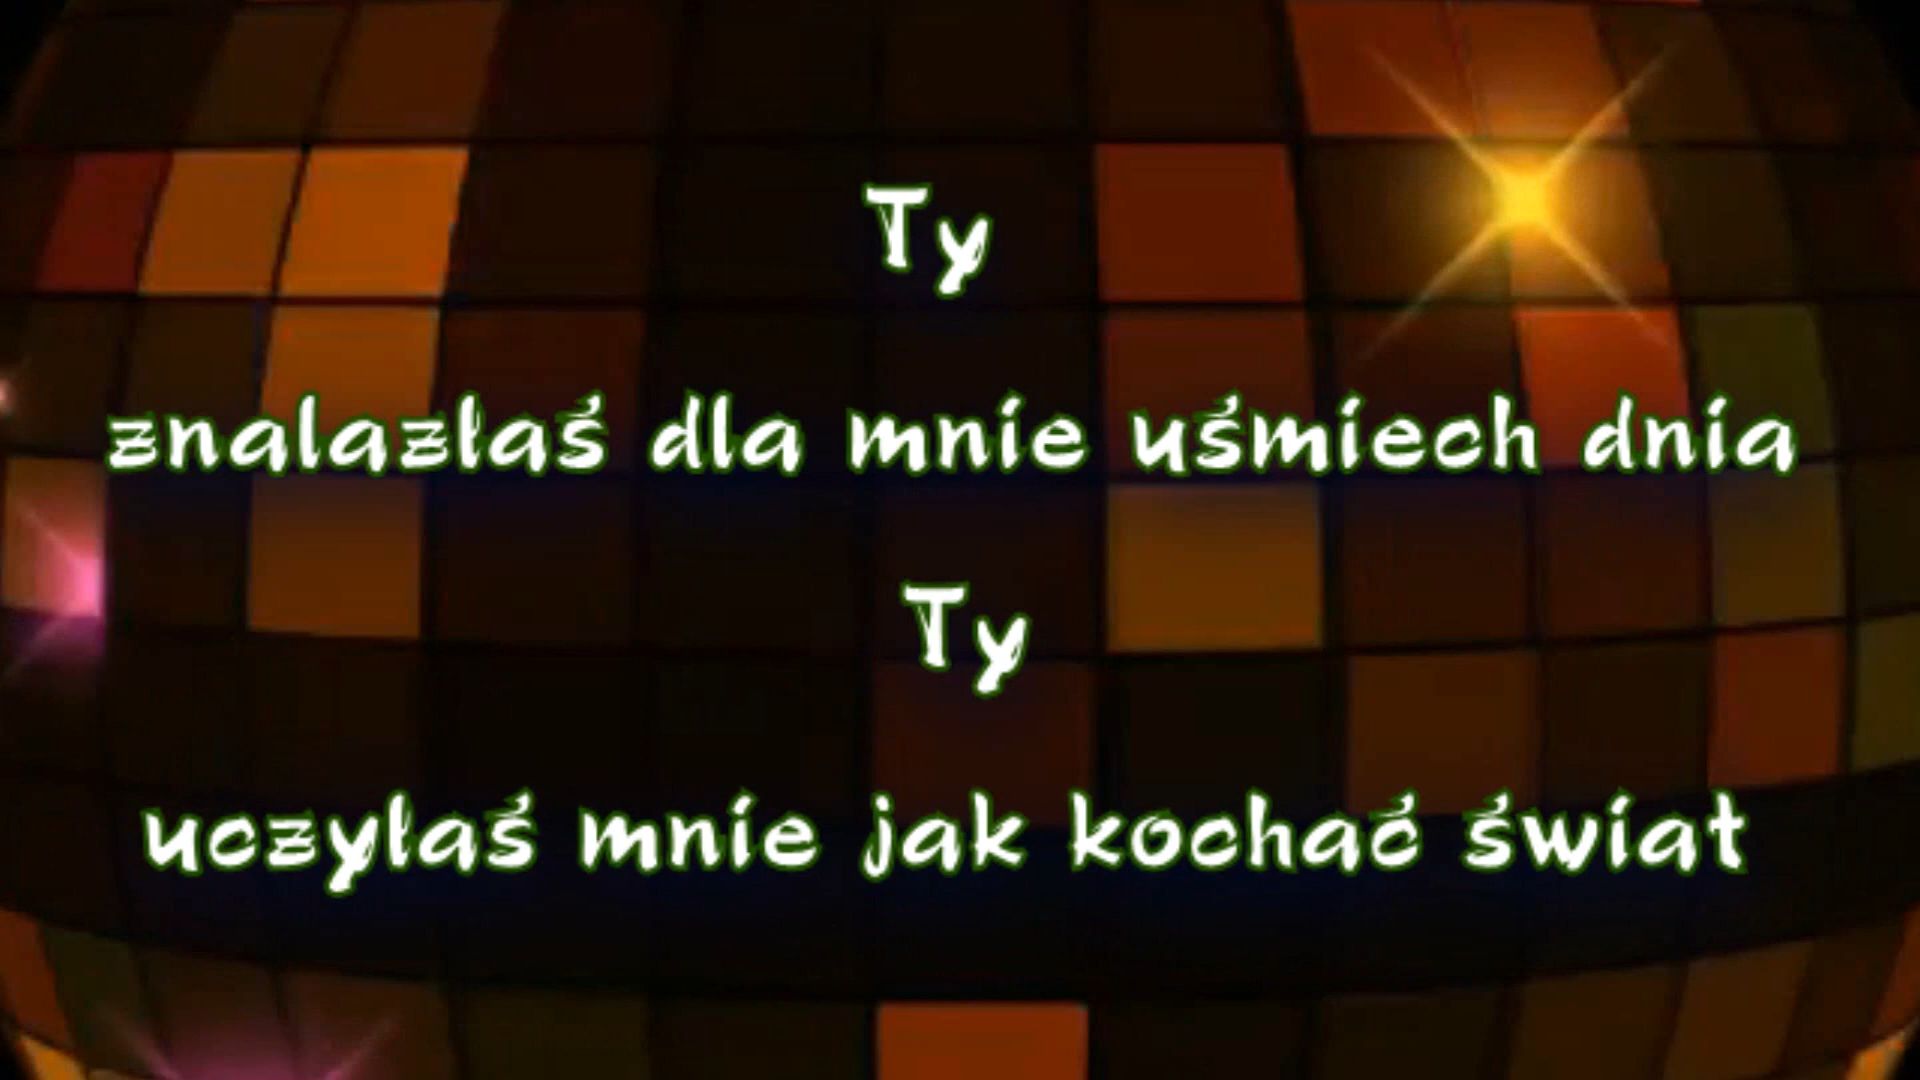 Ty
znalazłaś dla mnie uśmiech dnia
Ty
uczyłaś mnie jak kochać świat